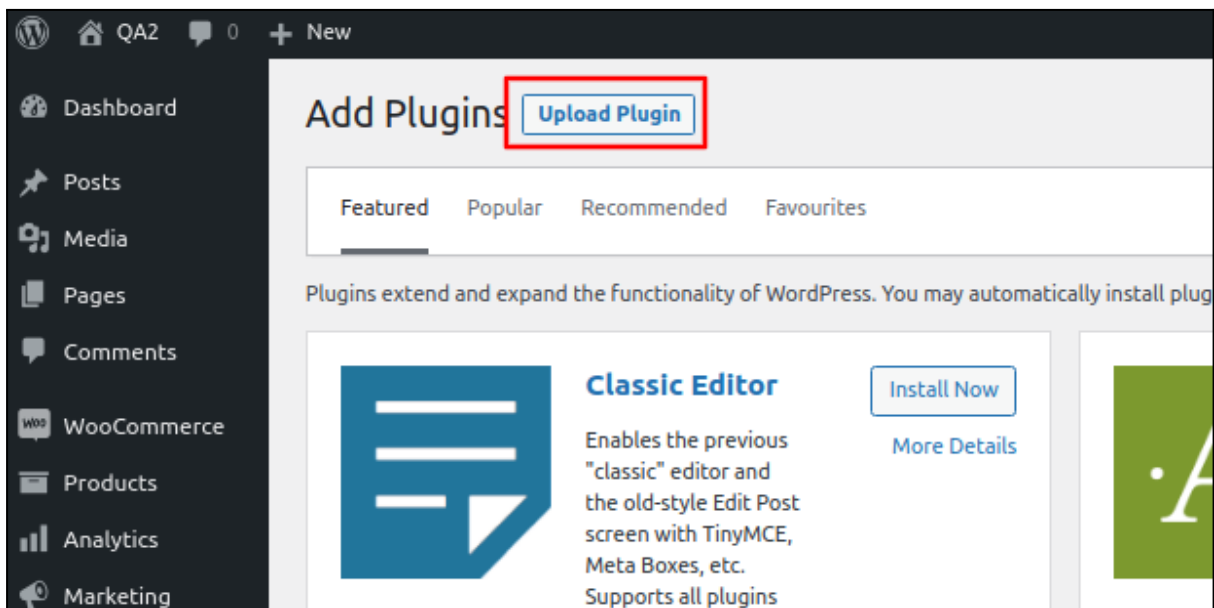 QA2 0 New
Dashboard
Posts
Media
Pages
Comments
WooCommerce
Products
Analytics
Marketing
Add Plugins Upload Plugin
Featured Popular Recommended Favourites
Plugins extend and expand the functionality of WordPress. You may automatically install plug
Classic Editor
Install Now
More Details
Enables the previous
"classic" editor and
the old-style Edit Post
screen with TinyMCE,
Meta Boxes, etc.
Supports all plugins